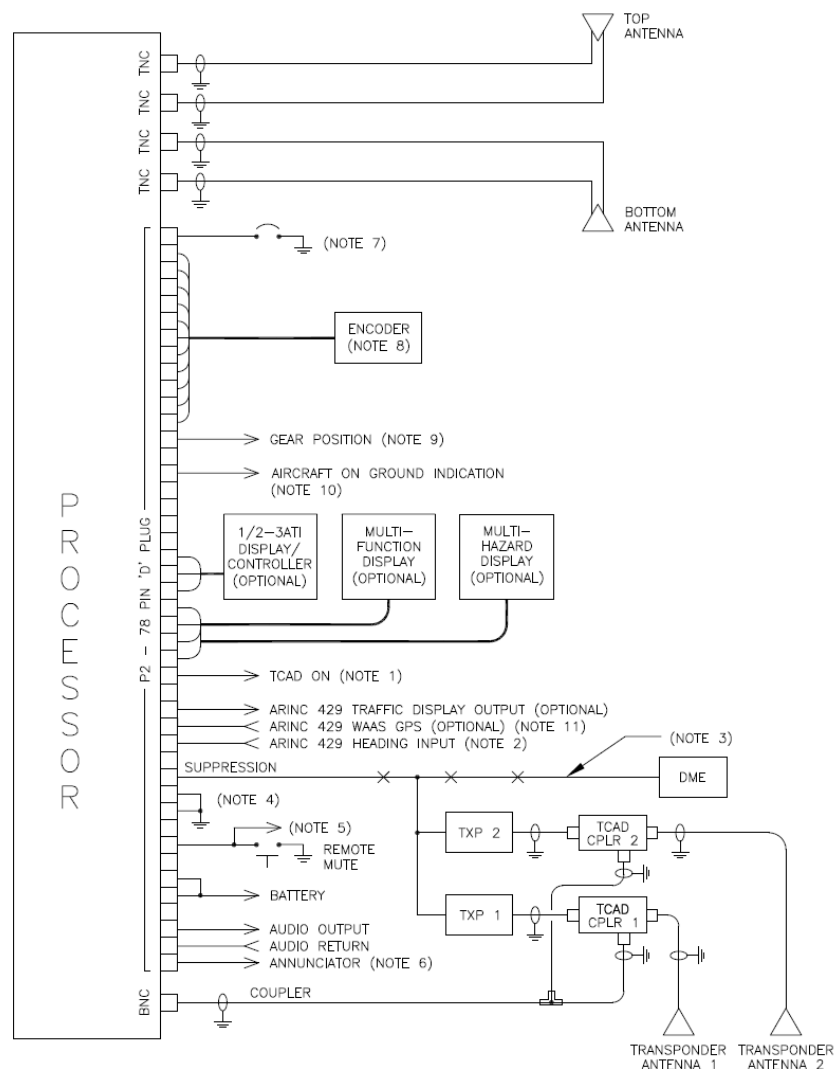 TOP
ANTENNA
TNC
TNC
TNC
TNC
BOTTOM
ANTENNA
(NOTE 7)
ENCODER
(NOTE 8)
GEAR POSITION (NOTE 9)
AIRCRAFT ON GROUND INDICATION
(NOTE 10)
PROCESSOR
P2 - 78 PIN 'D' PLUG
1/2-3ATI
DISPLAY/
CONTROLLER
(OPTIONAL)
MULTI-
FUNCTION
DISPLAY
(OPTIONAL)
MULTI-
HAZARD
DISPLAY
(OPTIONAL)
TCAD ON (NOTE 1)
ARINC 429 TRAFFIC DISPLAY OUTPUT (OPTIONAL)
ARINC 429 WAAS GPS (OPTIONAL) (NOTE 11)
ARINC 429 HEADING INPUT (NOTE 2)
(NOTE 3)
SUPPRESSION
DME
(NOTE 4)
(NOTE 5)
REMOTE
MUTE
TXP 2
TCAD
CPLR 2
BATTERY
TXP 1
TCAD
CPLR 1
AUDIO OUTPUT
AUDIO RETURN
ANNUNCIATOR (NOTE 6)
BNC
COUPLER
TRANSPONDER
ANTENNA 1
TRANSPONDER
ANTENNA 2